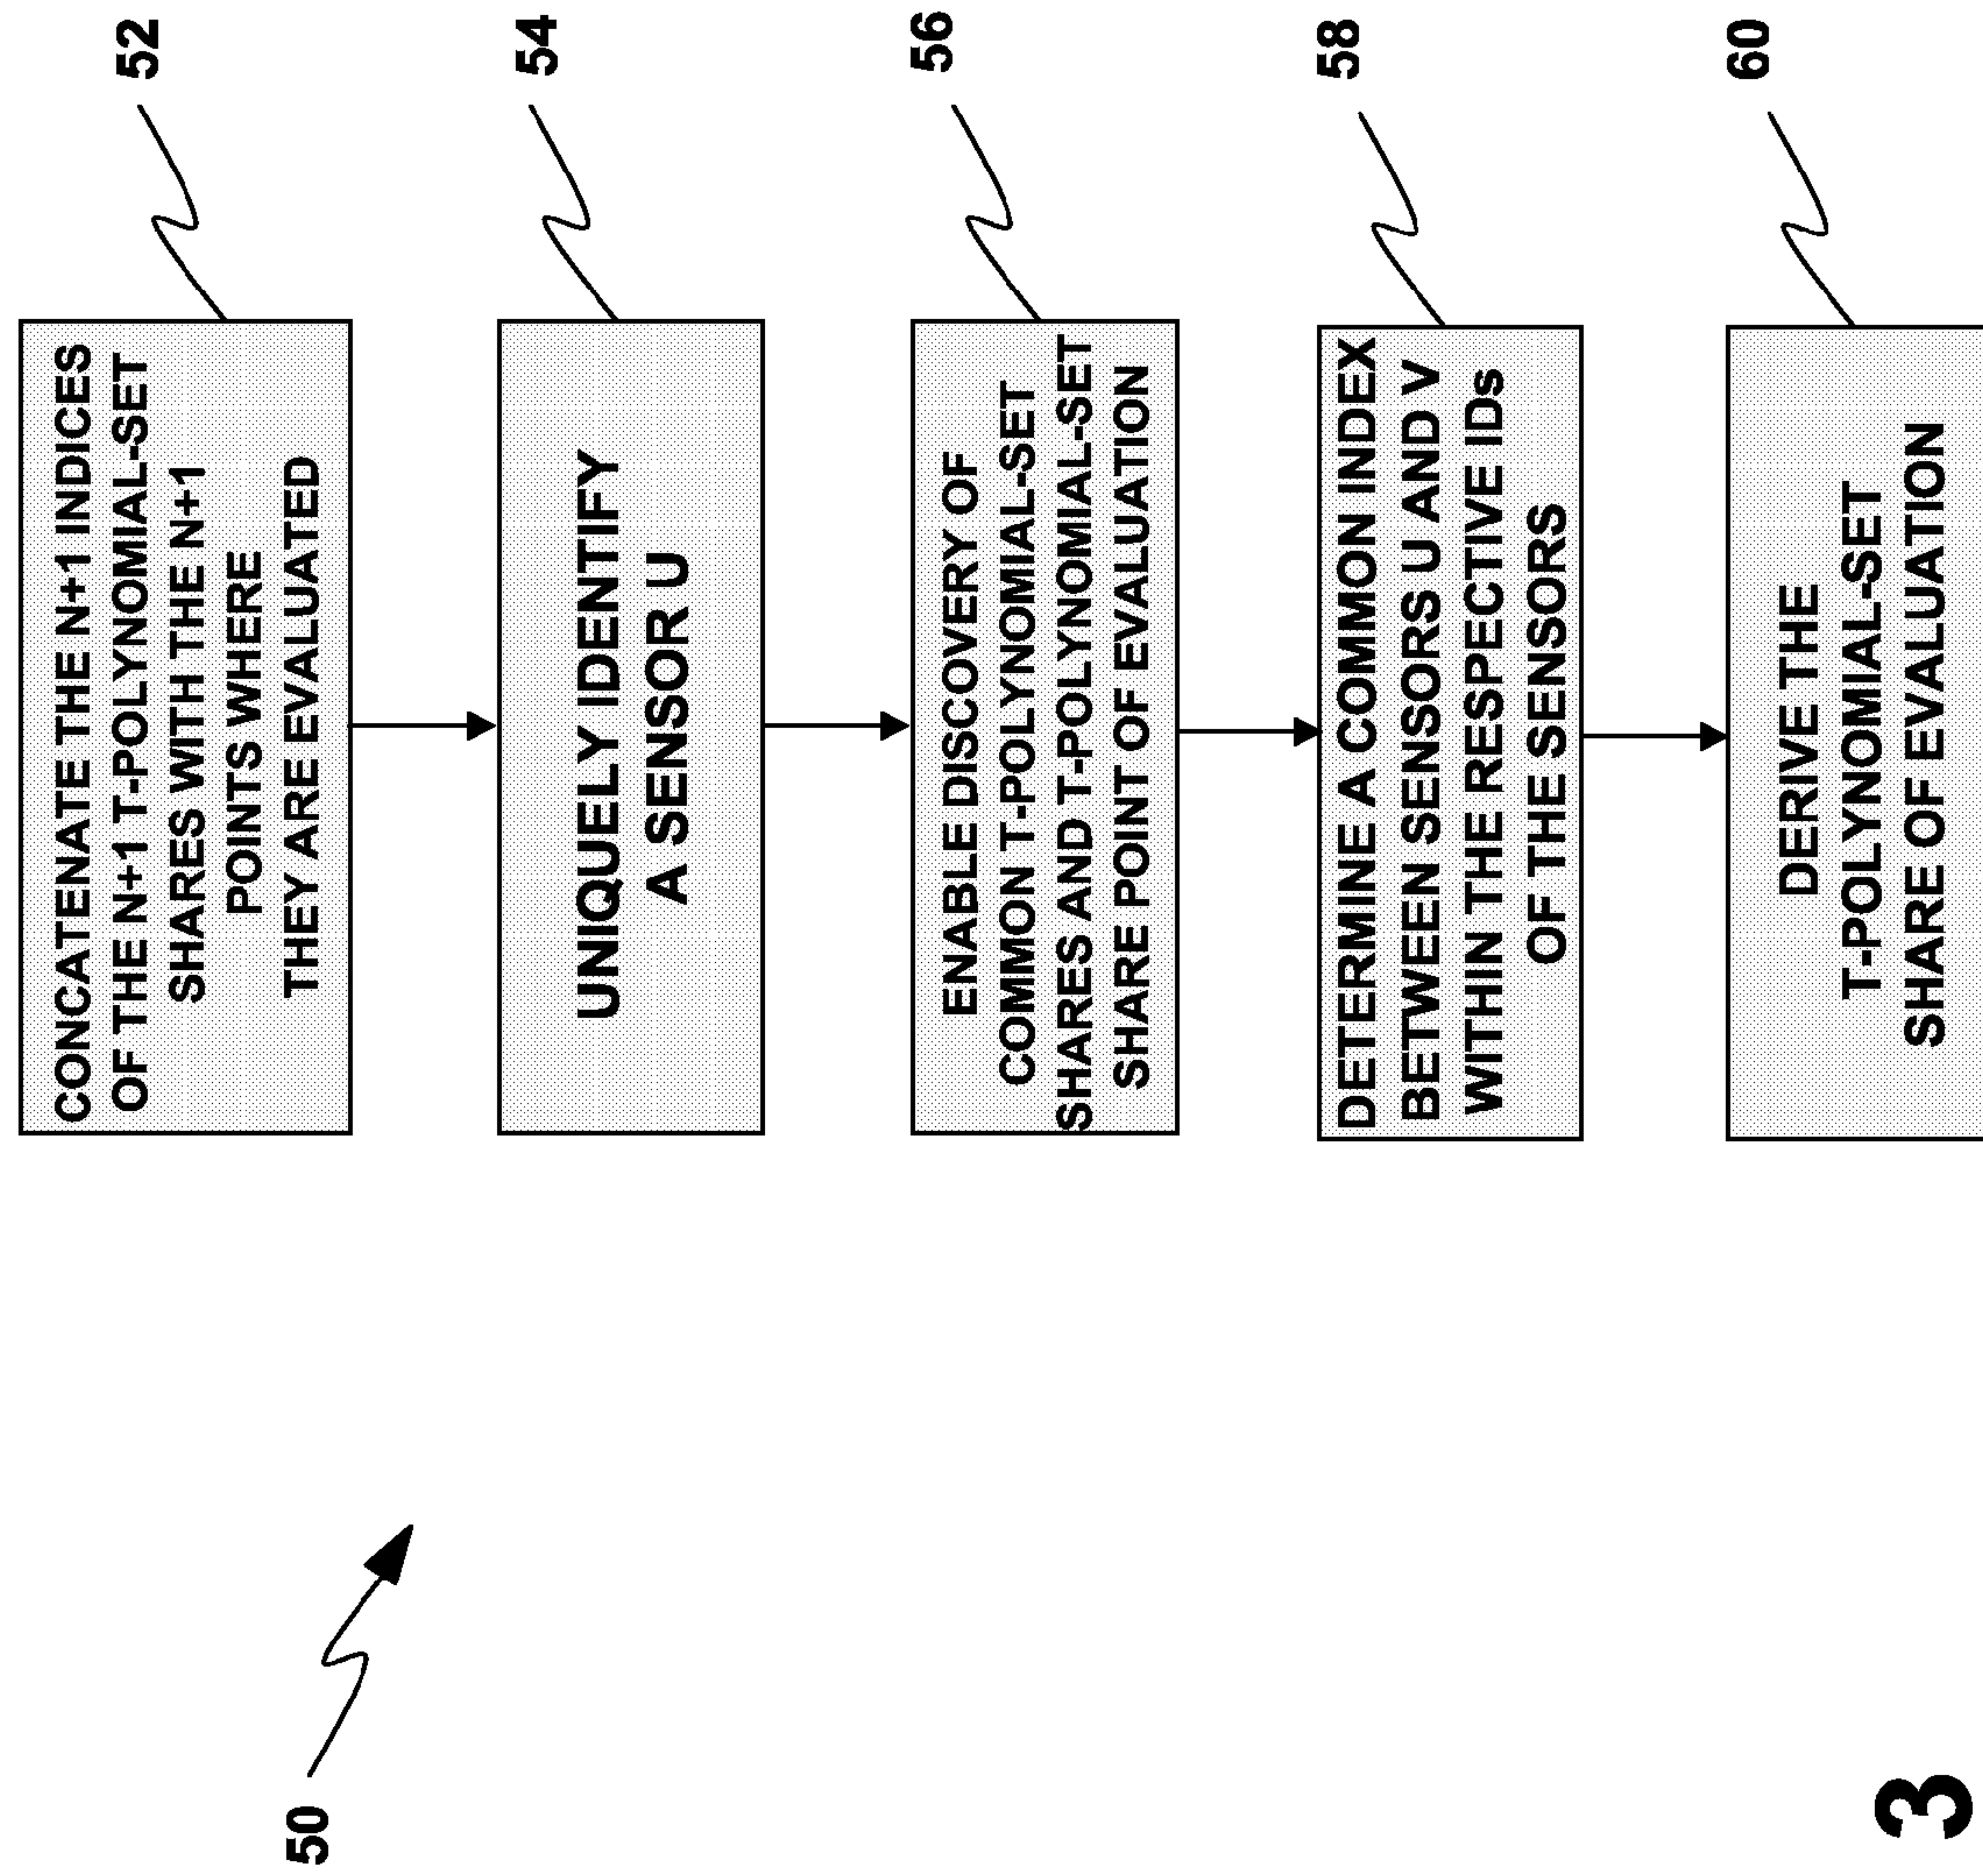 50
52
CONCATENATE THE N+1 INDICES
OF THE N+1 T-POLYNOMIAL-SET
SHARES WITH THE N+1
POINTS WHERE
THEY ARE EVALUATED
54
UNIQUELY IDENTIFY
A SENSOR U
56
ENABLE DISCOVERY OF
COMMON T-POLYNOMIAL-SET
SHARES AND T-POLYNOMIAL-SET
SHARE POINT OF EVALUATION
58
DETERMINE A COMMON INDEX
BETWEEN SENSORS U AND V
WITHIN THE RESPECTIVE IDs
OF THE SENSORS
60
DERIVE THE
T-POLYNOMIAL-SET
SHARE OF EVALUATION
3